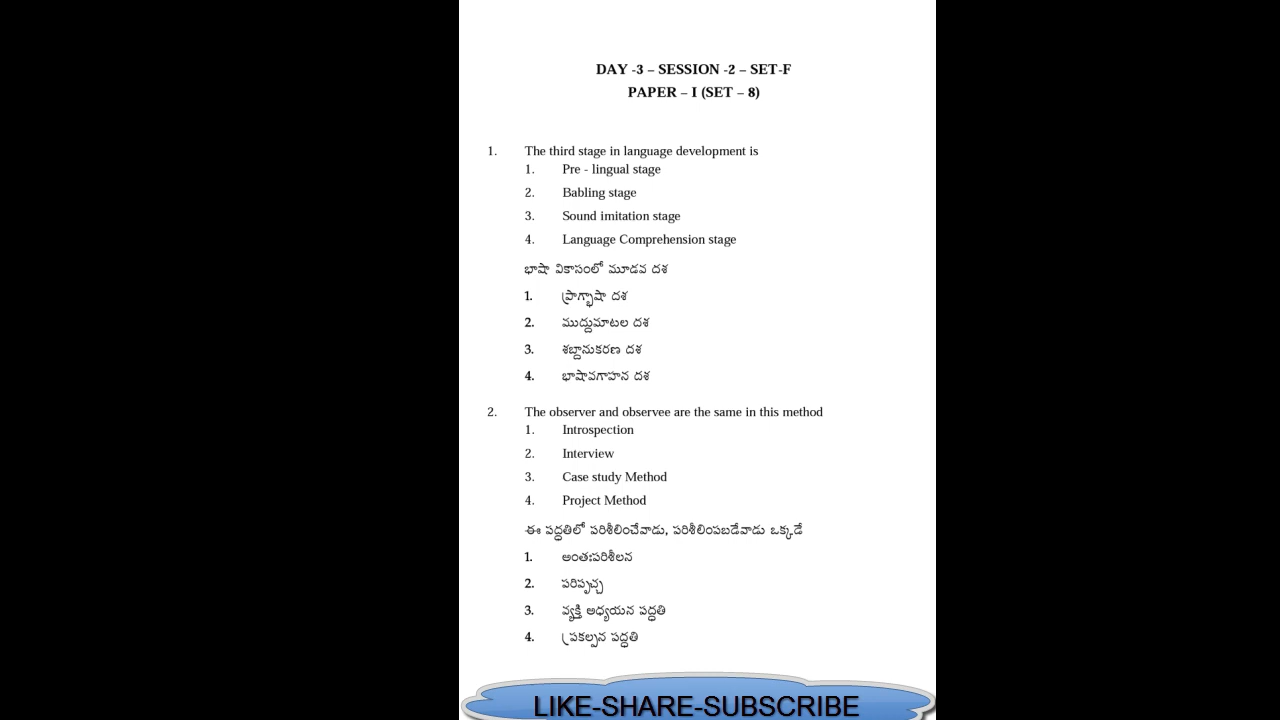 DAY -3 – SESSION -2 – SET-F
PAPER – I (SET – 8)
1. The third stage in language development is
1. Pre - lingual stage
2. Babling stage
3. Sound imitation stage
4. Language Comprehension stage
భాషా వికాసంలో మూడవ దశ
1. ప్రాగ్భాషా దశ
2. ముద్దుమాటల దశ
3. శబ్దానుకరణ దశ
4. భాషావగాహన దశ
2. The observer and observee are the same in this method
1. Introspection
2. Interview
3. Case study Method
4. Project Method
ఈ పద్ధతిలో పరిశీలించేవాడు, పరిశీలింపబడేవాడు ఒక్కడే
1. అంతఃపరిశీలన
2. పరిపృచ్ఛ
3. వ్యక్తి అధ్యయన పద్ధతి
4. ప్రకల్పన పద్ధతి
LIKE-SHARE-SUBSCRIBE